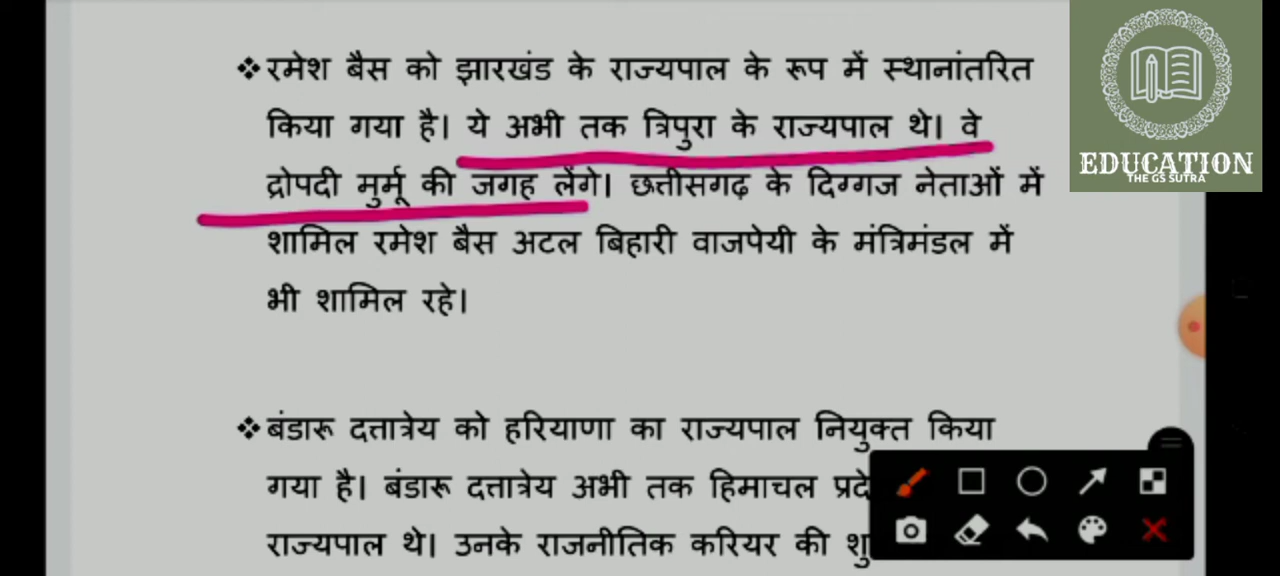 ❖रमेश बैस को झारखंड के राज्यपाल के रूप में स्थानांतरित
किया गया है। ये अभी तक त्रिपुरा के राज्यपाल थे। वे
द्रोपदी मुर्मू की जगह लेंगे। छत्तीसगढ़ के दिग्गज नेताओं में
शामिल रमेश बैस अटल बिहारी वाजपेयी के मंत्रिमंडल में
भी शामिल रहे।
❖बंडारू दत्तात्रेय को हरियाणा का राज्यपाल नियुक्त किया
गया है। बंडारू दत्तात्रेय अभी तक हिमाचल
राज्यपाल थे। उनके राजनीतिक करियर की
EDUCATION
THE GS SUTRA